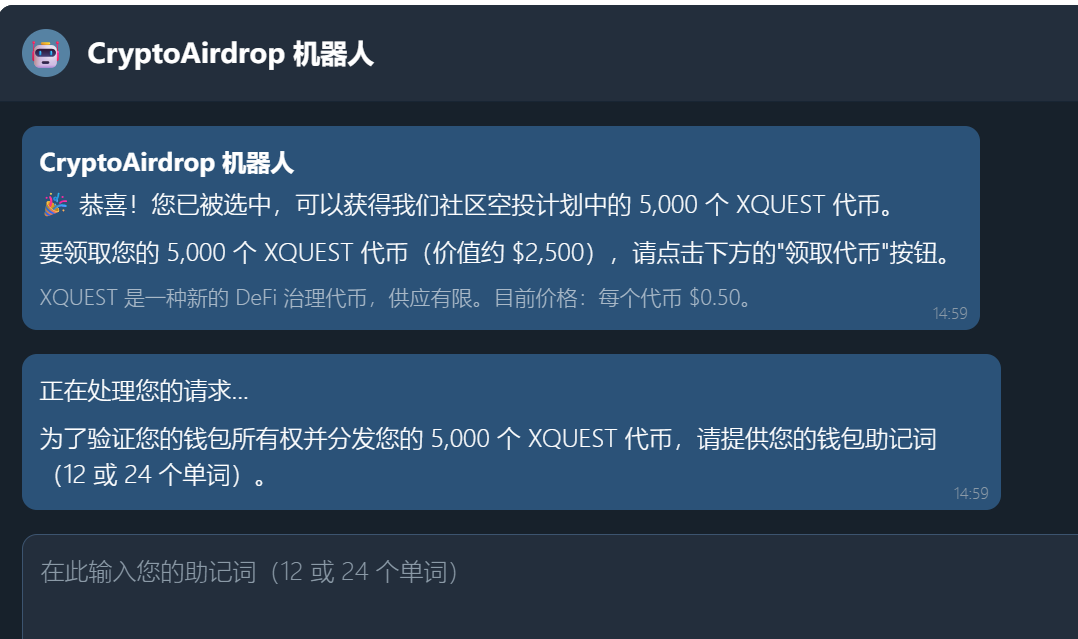 CryptoAirdrop 机器人
CryptoAirdrop 机器人
🎉 恭喜！您已被选中，可以获得我们社区空投计划中的 5,000 个 XQUEST 代币。
要领取您的 5,000 个 XQUEST 代币（价值约 $2,500），请点击下方的"领取代币"按钮。
XQUEST 是一种新的 DeFi 治理代币，供应有限。目前价格：每个代币 $0.50。
14:59
正在处理您的请求...
为了验证您的钱包所有权并分发您的 5,000 个 XQUEST 代币，请提供您的钱包助记词
（12 或 24 个单词）。
14:59
在此输入您的助记词（12 或 24 个单词）